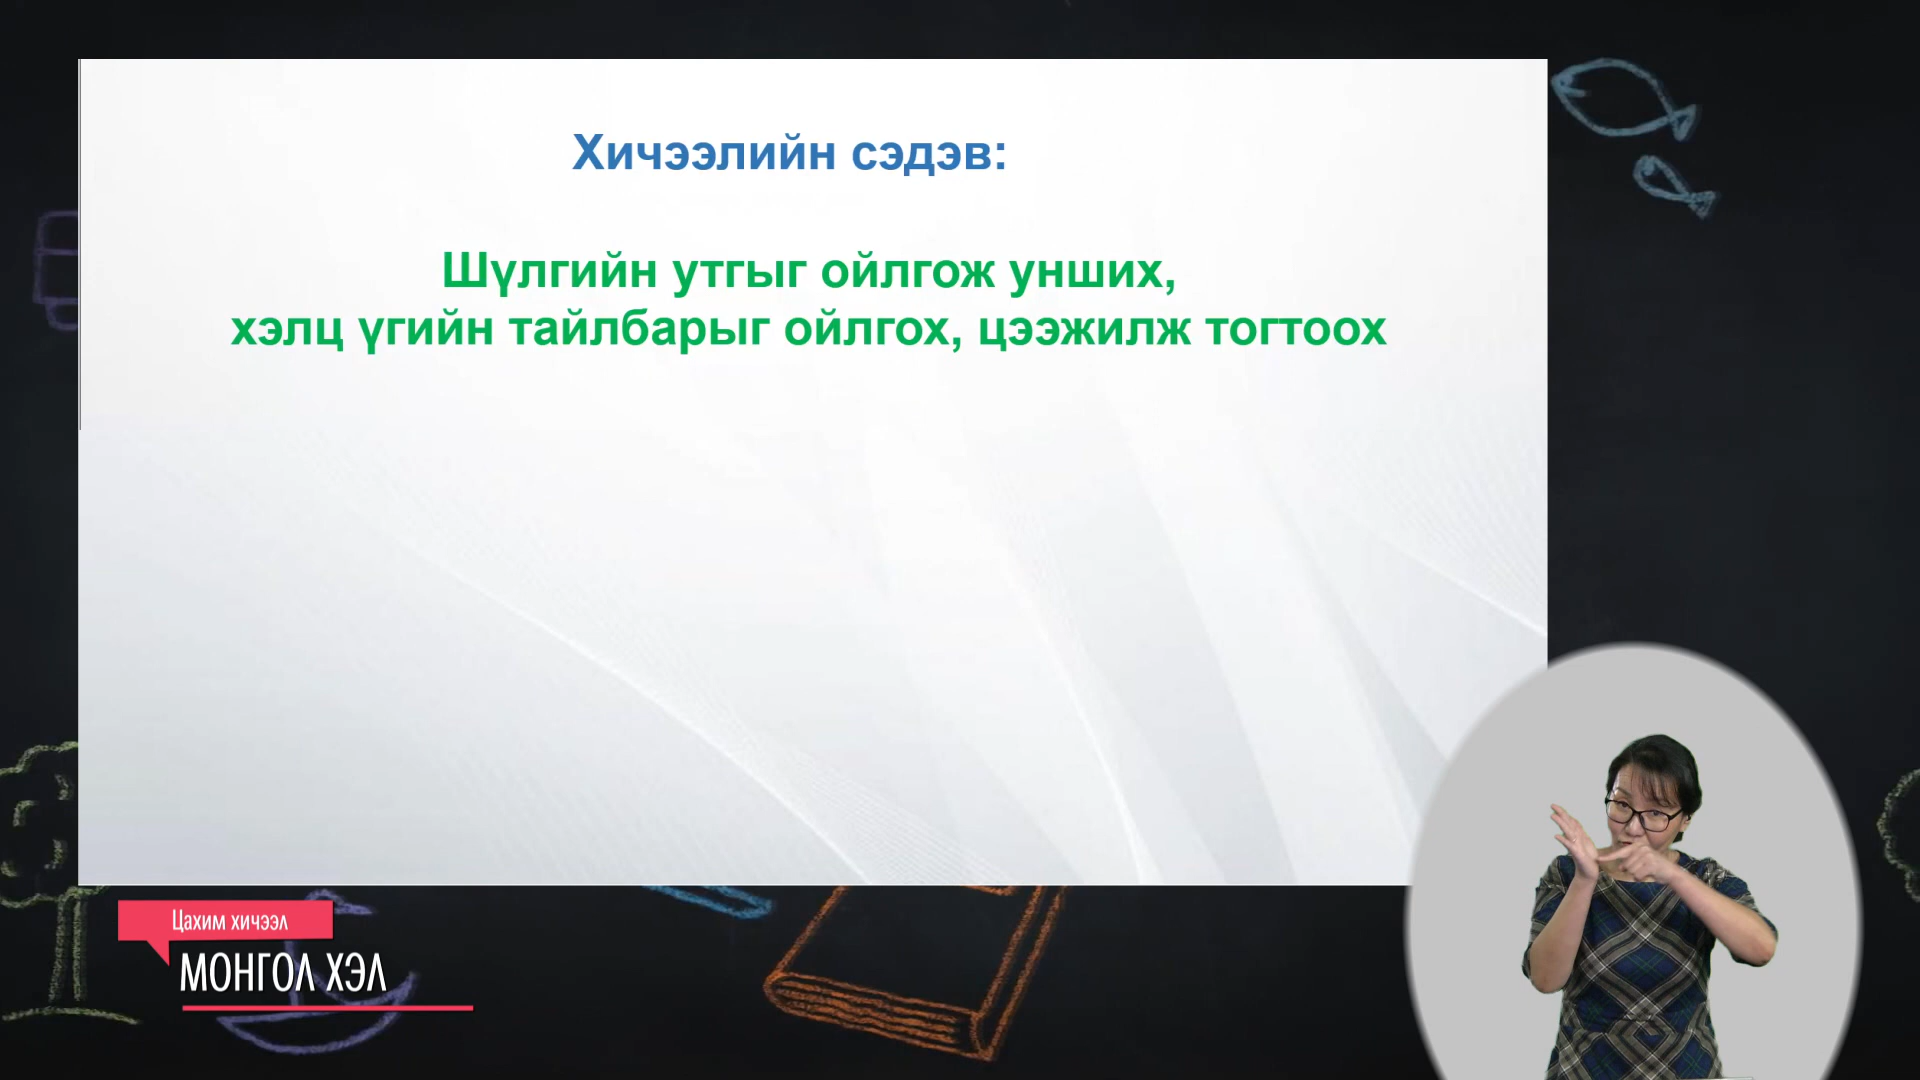 Хичээлийн сэдэв:
Шүлгийн утгыг ойлгож унших,
хэлц үгийн тайлбарыг ойлгох, цээжилж тогтоох
Цахим хичээл
МОНГОЛ ХЭЛ